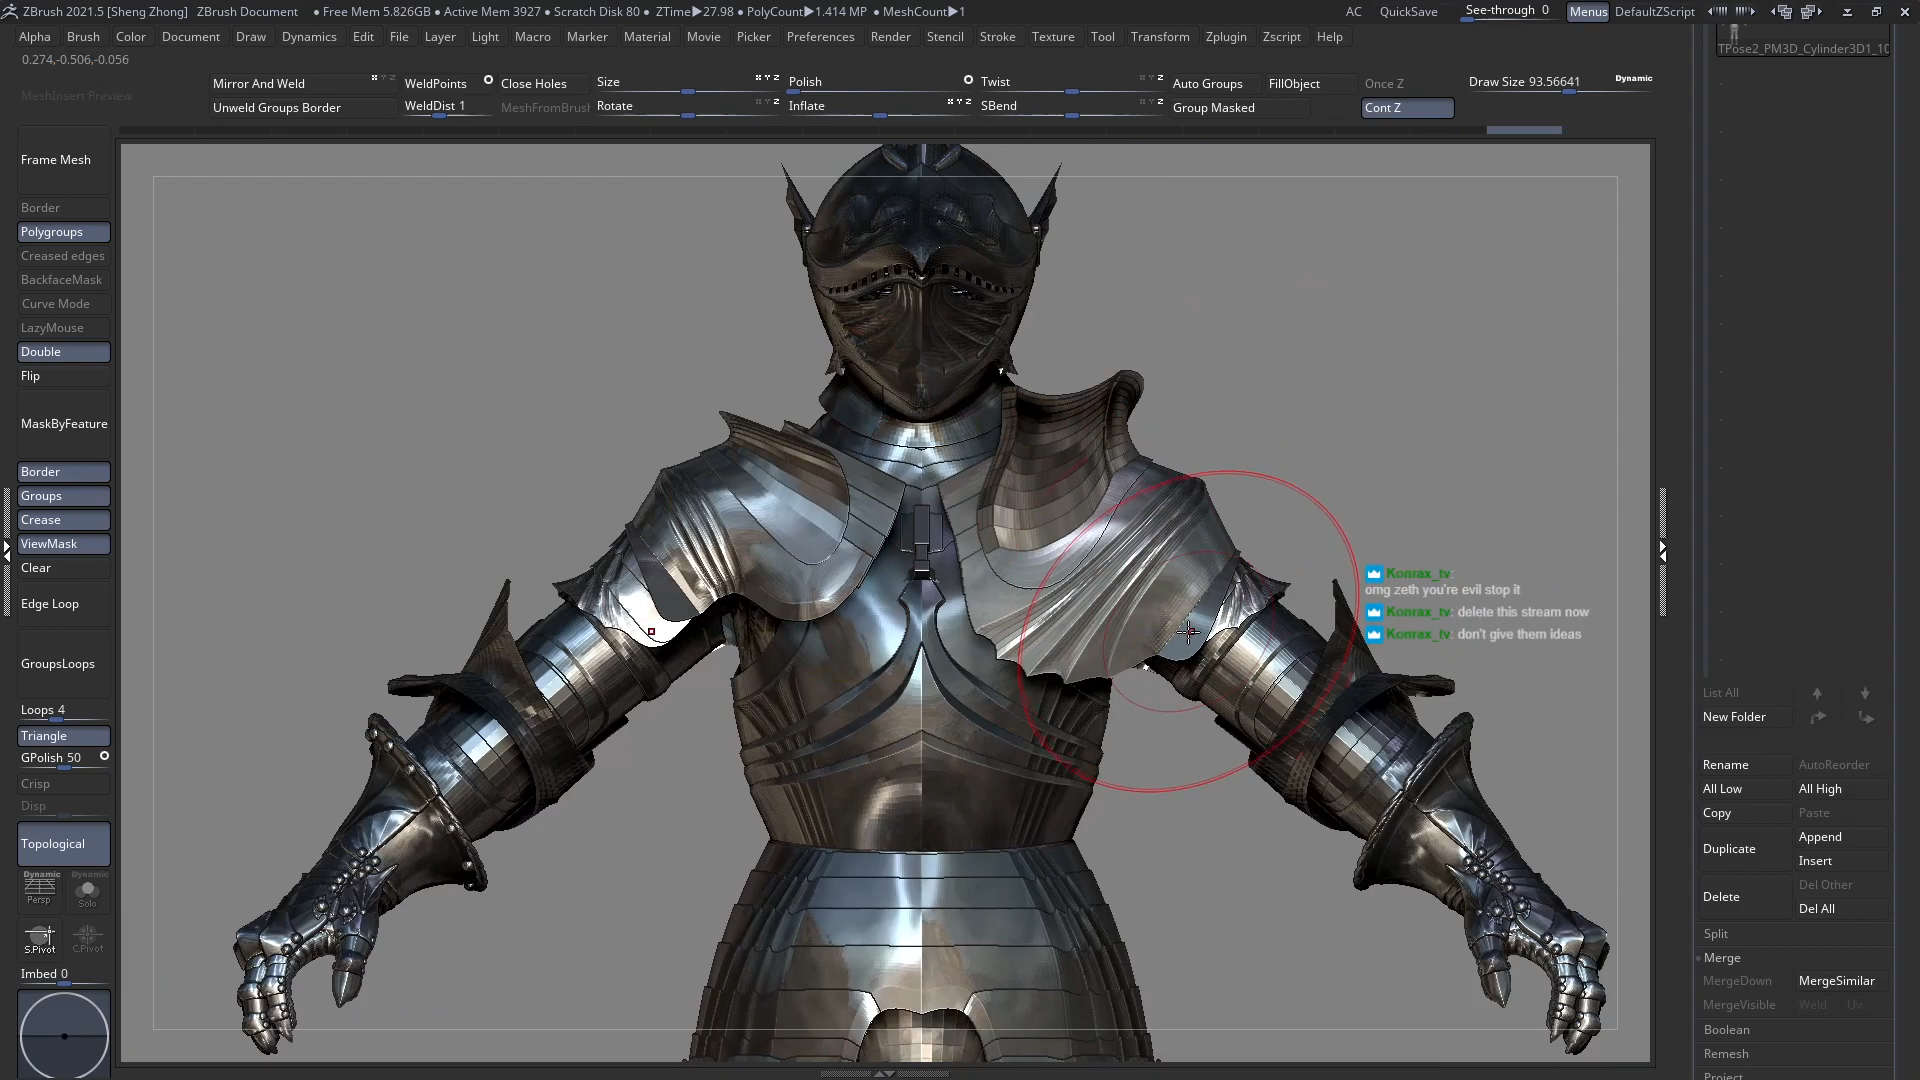 ZBrush 2021.5 [Sheng Zhong] ZBrush Document ● Free Mem 5.826GB ● Active Mem 3927 ● Scratch Disk 80 ● ZTime▶27.98 ● PolyCount▶1.414 MP ● MeshCount▶1 AC QuickSave See-through 0 Menus DefaultZScript
Alpha Brush Color Document Draw Dynamics Edit File Layer Light Macro Marker Material Movie Picker Preferences Render Stencil Stroke Texture Tool Transform Zplugin Zscript Help
TPose2_PM3D_Cylinder3D1_10
0.274,-0.506,-0.056
MeshInsert Preview
Mirror And Weld WeldPoints Close Holes Size Polish Twist Auto Groups FillObject Once Z Draw Size 93.56641 Dynamic
Unweld Groups Border WeldDist 1 MeshFromBrush Rotate Inflate SBend Group Masked Cont Z
Frame Mesh
Border
Polygroups
Creased edges
BackfaceMask
Curve Mode
LazyMouse
Double
Flip
MaskByFeature
Border
Groups
Crease
ViewMask
Clear
Edge Loop
GroupsLoops
Loops 4
Triangle
GPolish 50
Crisp
Disp
Topological
Dynamic Dynamic
Persp Solo
S.Pivot C.Pivot
Imbed 0
Konrax_tv:
omg zeth you're evil stop it
Konrax_tv: delete this stream now
Konrax_tv: don't give them ideas
List All
New Folder
Rename AutoReorder
All Low All High
Copy Paste
Duplicate Append
Insert
Delete Del Other
Del All
Split
Merge
MergeDown MergeSimilar
MergeVisible Weld Uv
Boolean
Remesh
Project